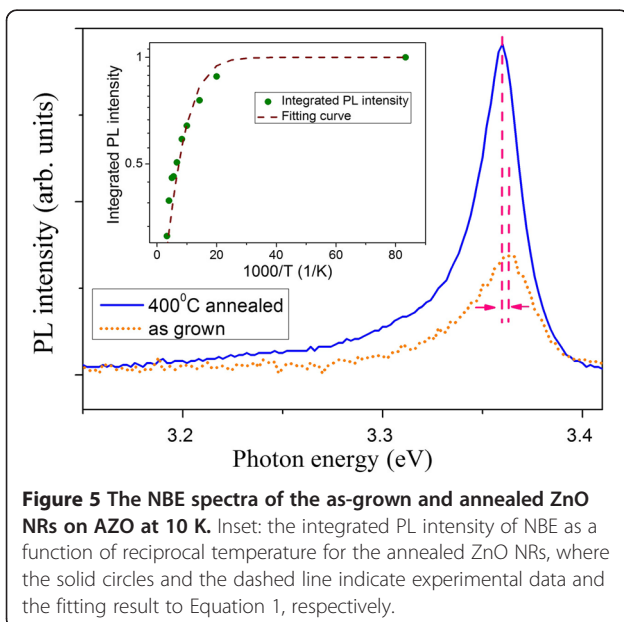 1
0.5
0
20
40
60
80
Integrated PL intensity
1000/T (1/K)
Integrated PL intensity
Fitting curve
PL intensity (arb. units)
400⁰C annealed
as grown
3.2
3.3
3.4
Photon energy (eV)
Figure 5 The NBE spectra of the as-grown and annealed ZnO
NRs on AZO at 10 K. Inset: the integrated PL intensity of NBE as a
function of reciprocal temperature for the annealed ZnO NRs, where
the solid circles and the dashed line indicate experimental data and
the fitting result to Equation 1, respectively.